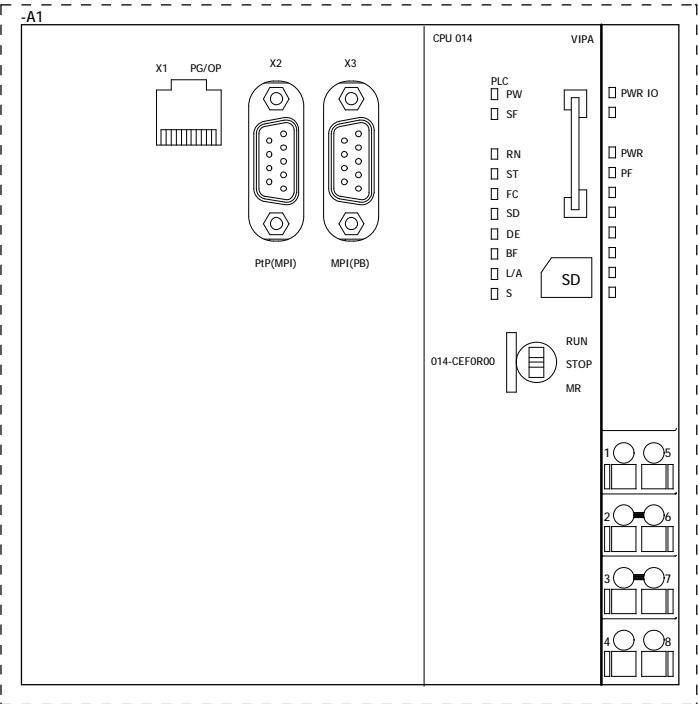 -A1
CPU 014 VIPA
X1 PG/OP X2 X3
PLC
PW
SF
RN
ST
FC
SD
DE
BF
L/A
S
PWR IO
PWR
PF
PtP(MPI) MPI(PB)
SD
014-CEF0R00
RUN
STOP
MR
1 5
2 6
3 7
4 8